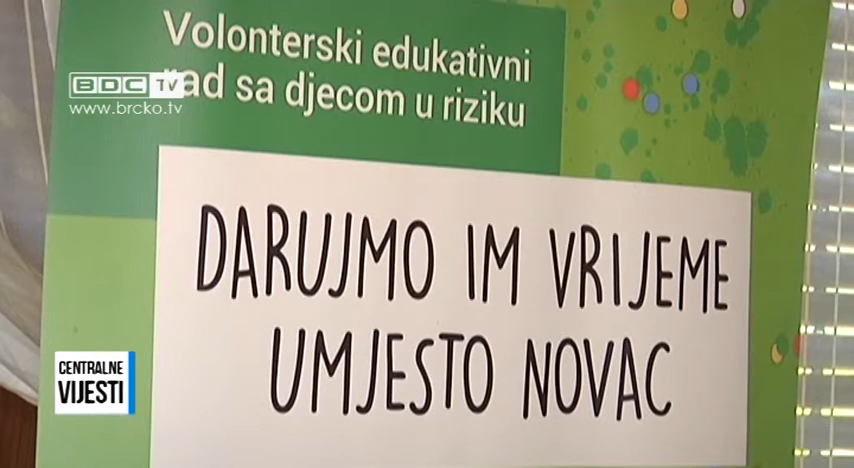 Volonterski edukativni
rad sa djecom u riziku
BDC TV
www.brcko.tv
DARUJMO IM VRIJEME
UMJESTO NOVAC
CENTRALNE
VIJESTI